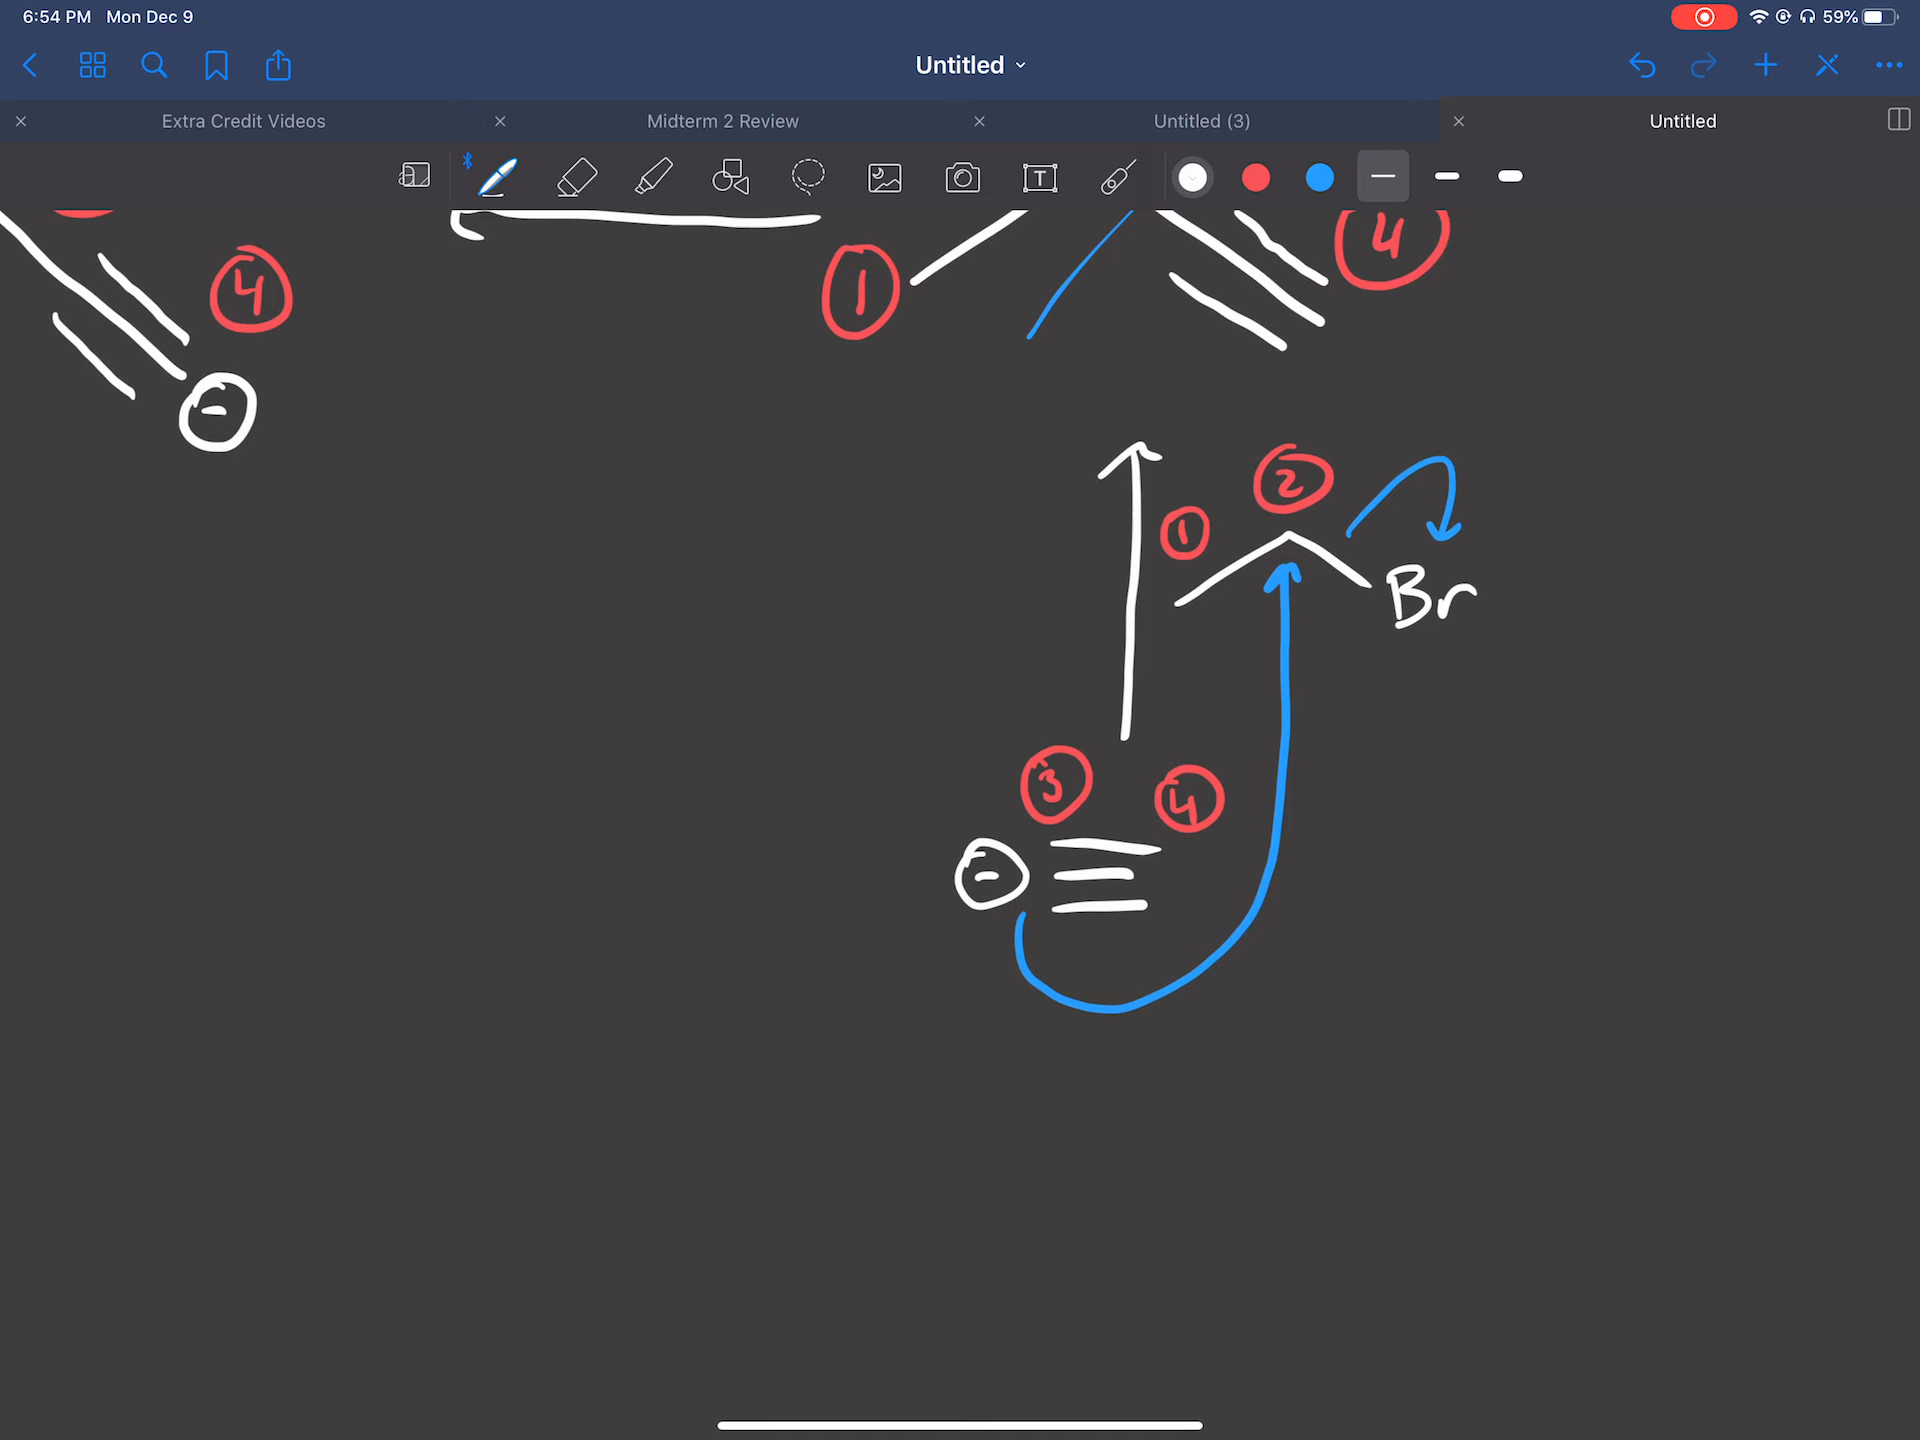 6:54 PM Mon Dec 9
59%
Untitled
Extra Credit Videos
Midterm 2 Review
Untitled (3)
Untitled
T
4
1
4
-
2
1
Br
3
4
-